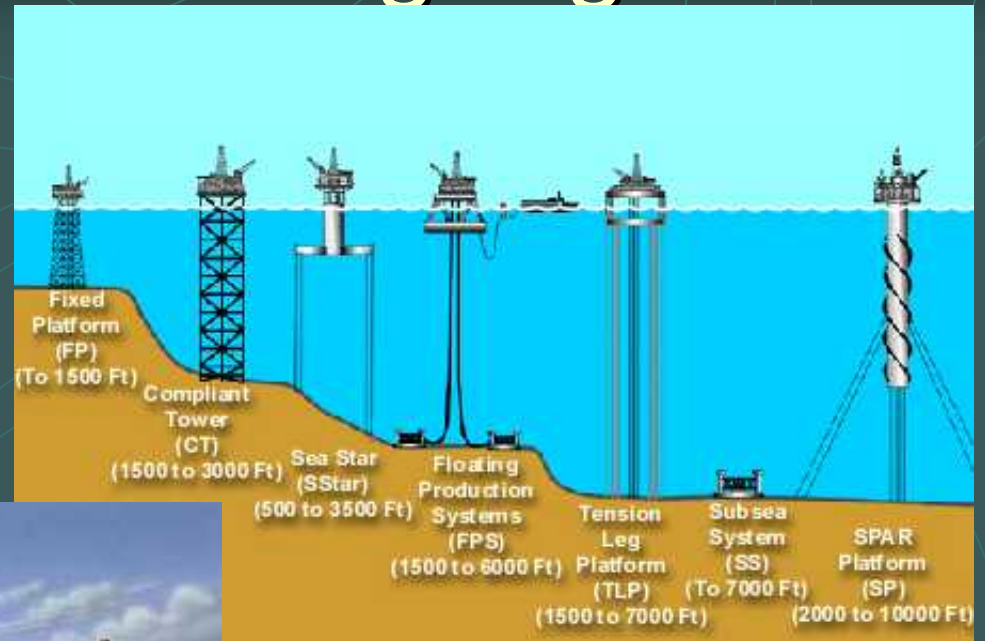 Fixed
Platform
(FP)
(To 1500 Ft)
Compliant
Tower
(CT)
(1500 to 3000 Ft)
Sea Star
(SStar)
(500 to 3500 Ft)
Floating
Production
Systems
(FPS)
(1500 to 6000 Ft)
Tension
Leg
Platform
(TLP)
(1500 to 7000 Ft)
Subsea
System
(SS)
(To 7000 Ft)
SPAR
Platform
(SP)
(2000 to 10000 Ft)